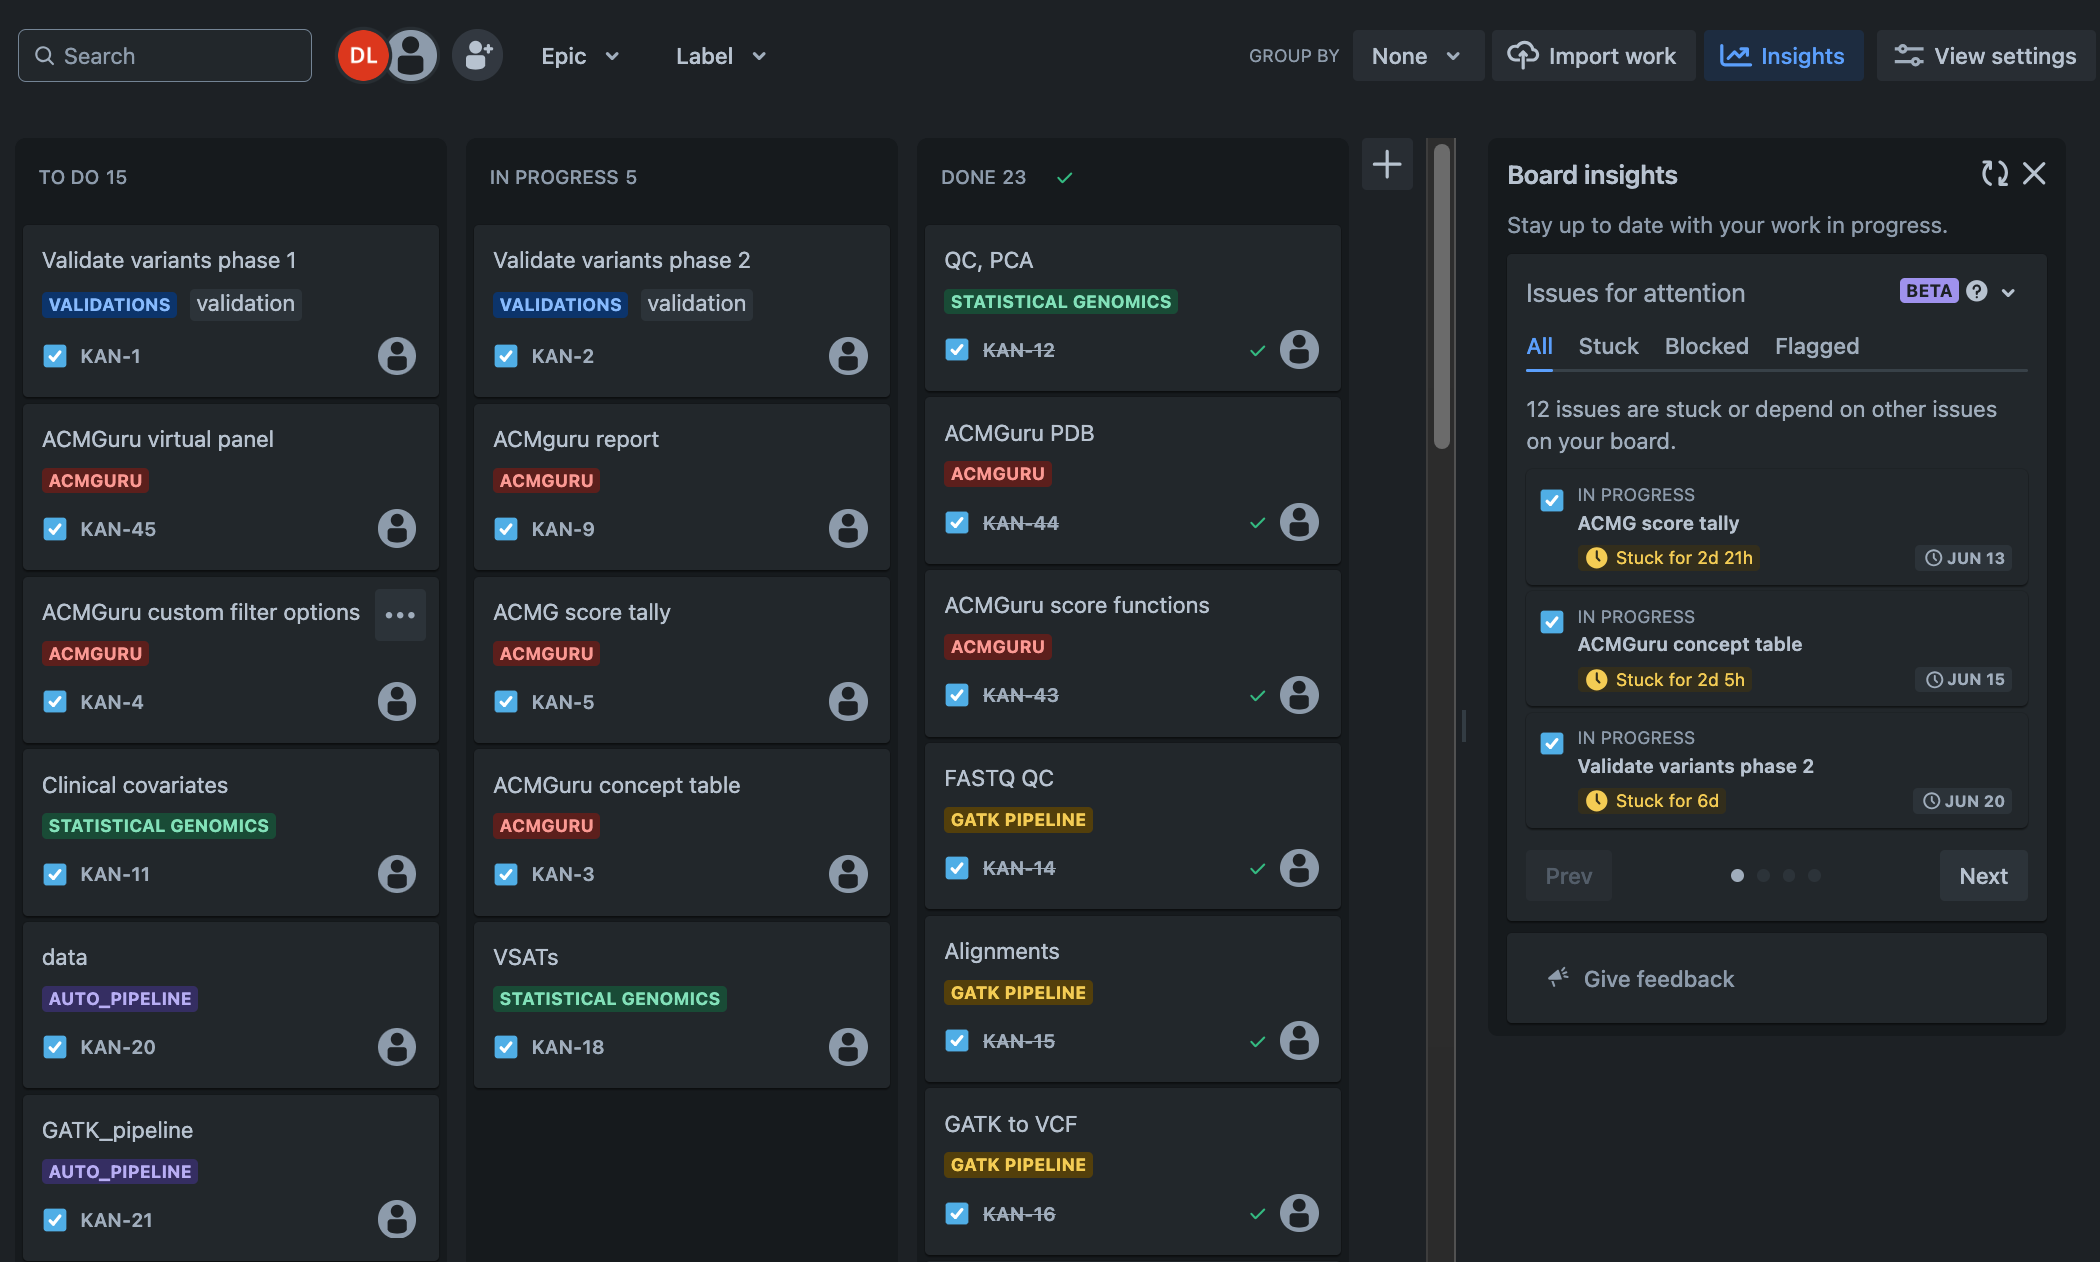 Search
DL
Epic
Label
GROUP BY
None
Import work
Insights
View settings
TO DO 15
Validate variants phase 1
VALIDATIONS validation
KAN-1
ACMGuru virtual panel
ACMGURU
KAN-45
ACMGuru custom filter options
ACMGURU
KAN-4
Clinical covariates
STATISTICAL GENOMICS
KAN-11
data
AUTO_PIPELINE
KAN-20
GATK_pipeline
AUTO_PIPELINE
KAN-21
IN PROGRESS 5
Validate variants phase 2
VALIDATIONS validation
KAN-2
ACMguru report
ACMGURU
KAN-9
ACMG score tally
ACMGURU
KAN-5
ACMGuru concept table
ACMGURU
KAN-3
VSATs
STATISTICAL GENOMICS
KAN-18
DONE 23
QC, PCA
STATISTICAL GENOMICS
KAN-12
ACMGuru PDB
ACMGURU
KAN-44
ACMGuru score functions
ACMGURU
KAN-43
FASTQ QC
GATK PIPELINE
KAN-14
Alignments
GATK PIPELINE
KAN-15
GATK to VCF
GATK PIPELINE
KAN-16
Board insights
Stay up to date with your work in progress.
Issues for attention BETA ?
All Stuck Blocked Flagged
12 issues are stuck or depend on other issues
on your board.
IN PROGRESS
ACMG score tally
Stuck for 2d 21h JUN 13
IN PROGRESS
ACMGuru concept table
Stuck for 2d 5h JUN 15
IN PROGRESS
Validate variants phase 2
Stuck for 6d JUN 20
Prev Next
Give feedback